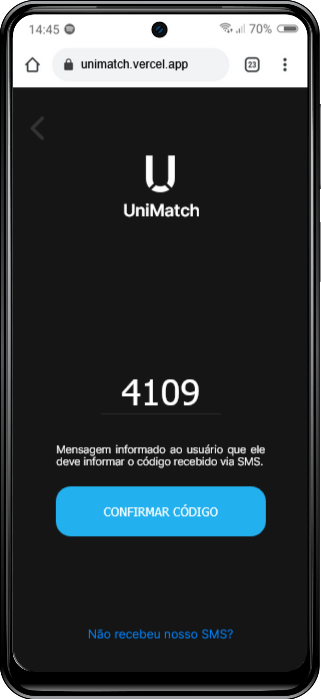 14:45 70%
unimatch.vercel.app 23
U
UniMatch
4109
Mensagem informado ao usuário que ele
deve informar o código recebido via SMS.
CONFIRMAR CÓDIGO
Não recebeu nosso SMS?